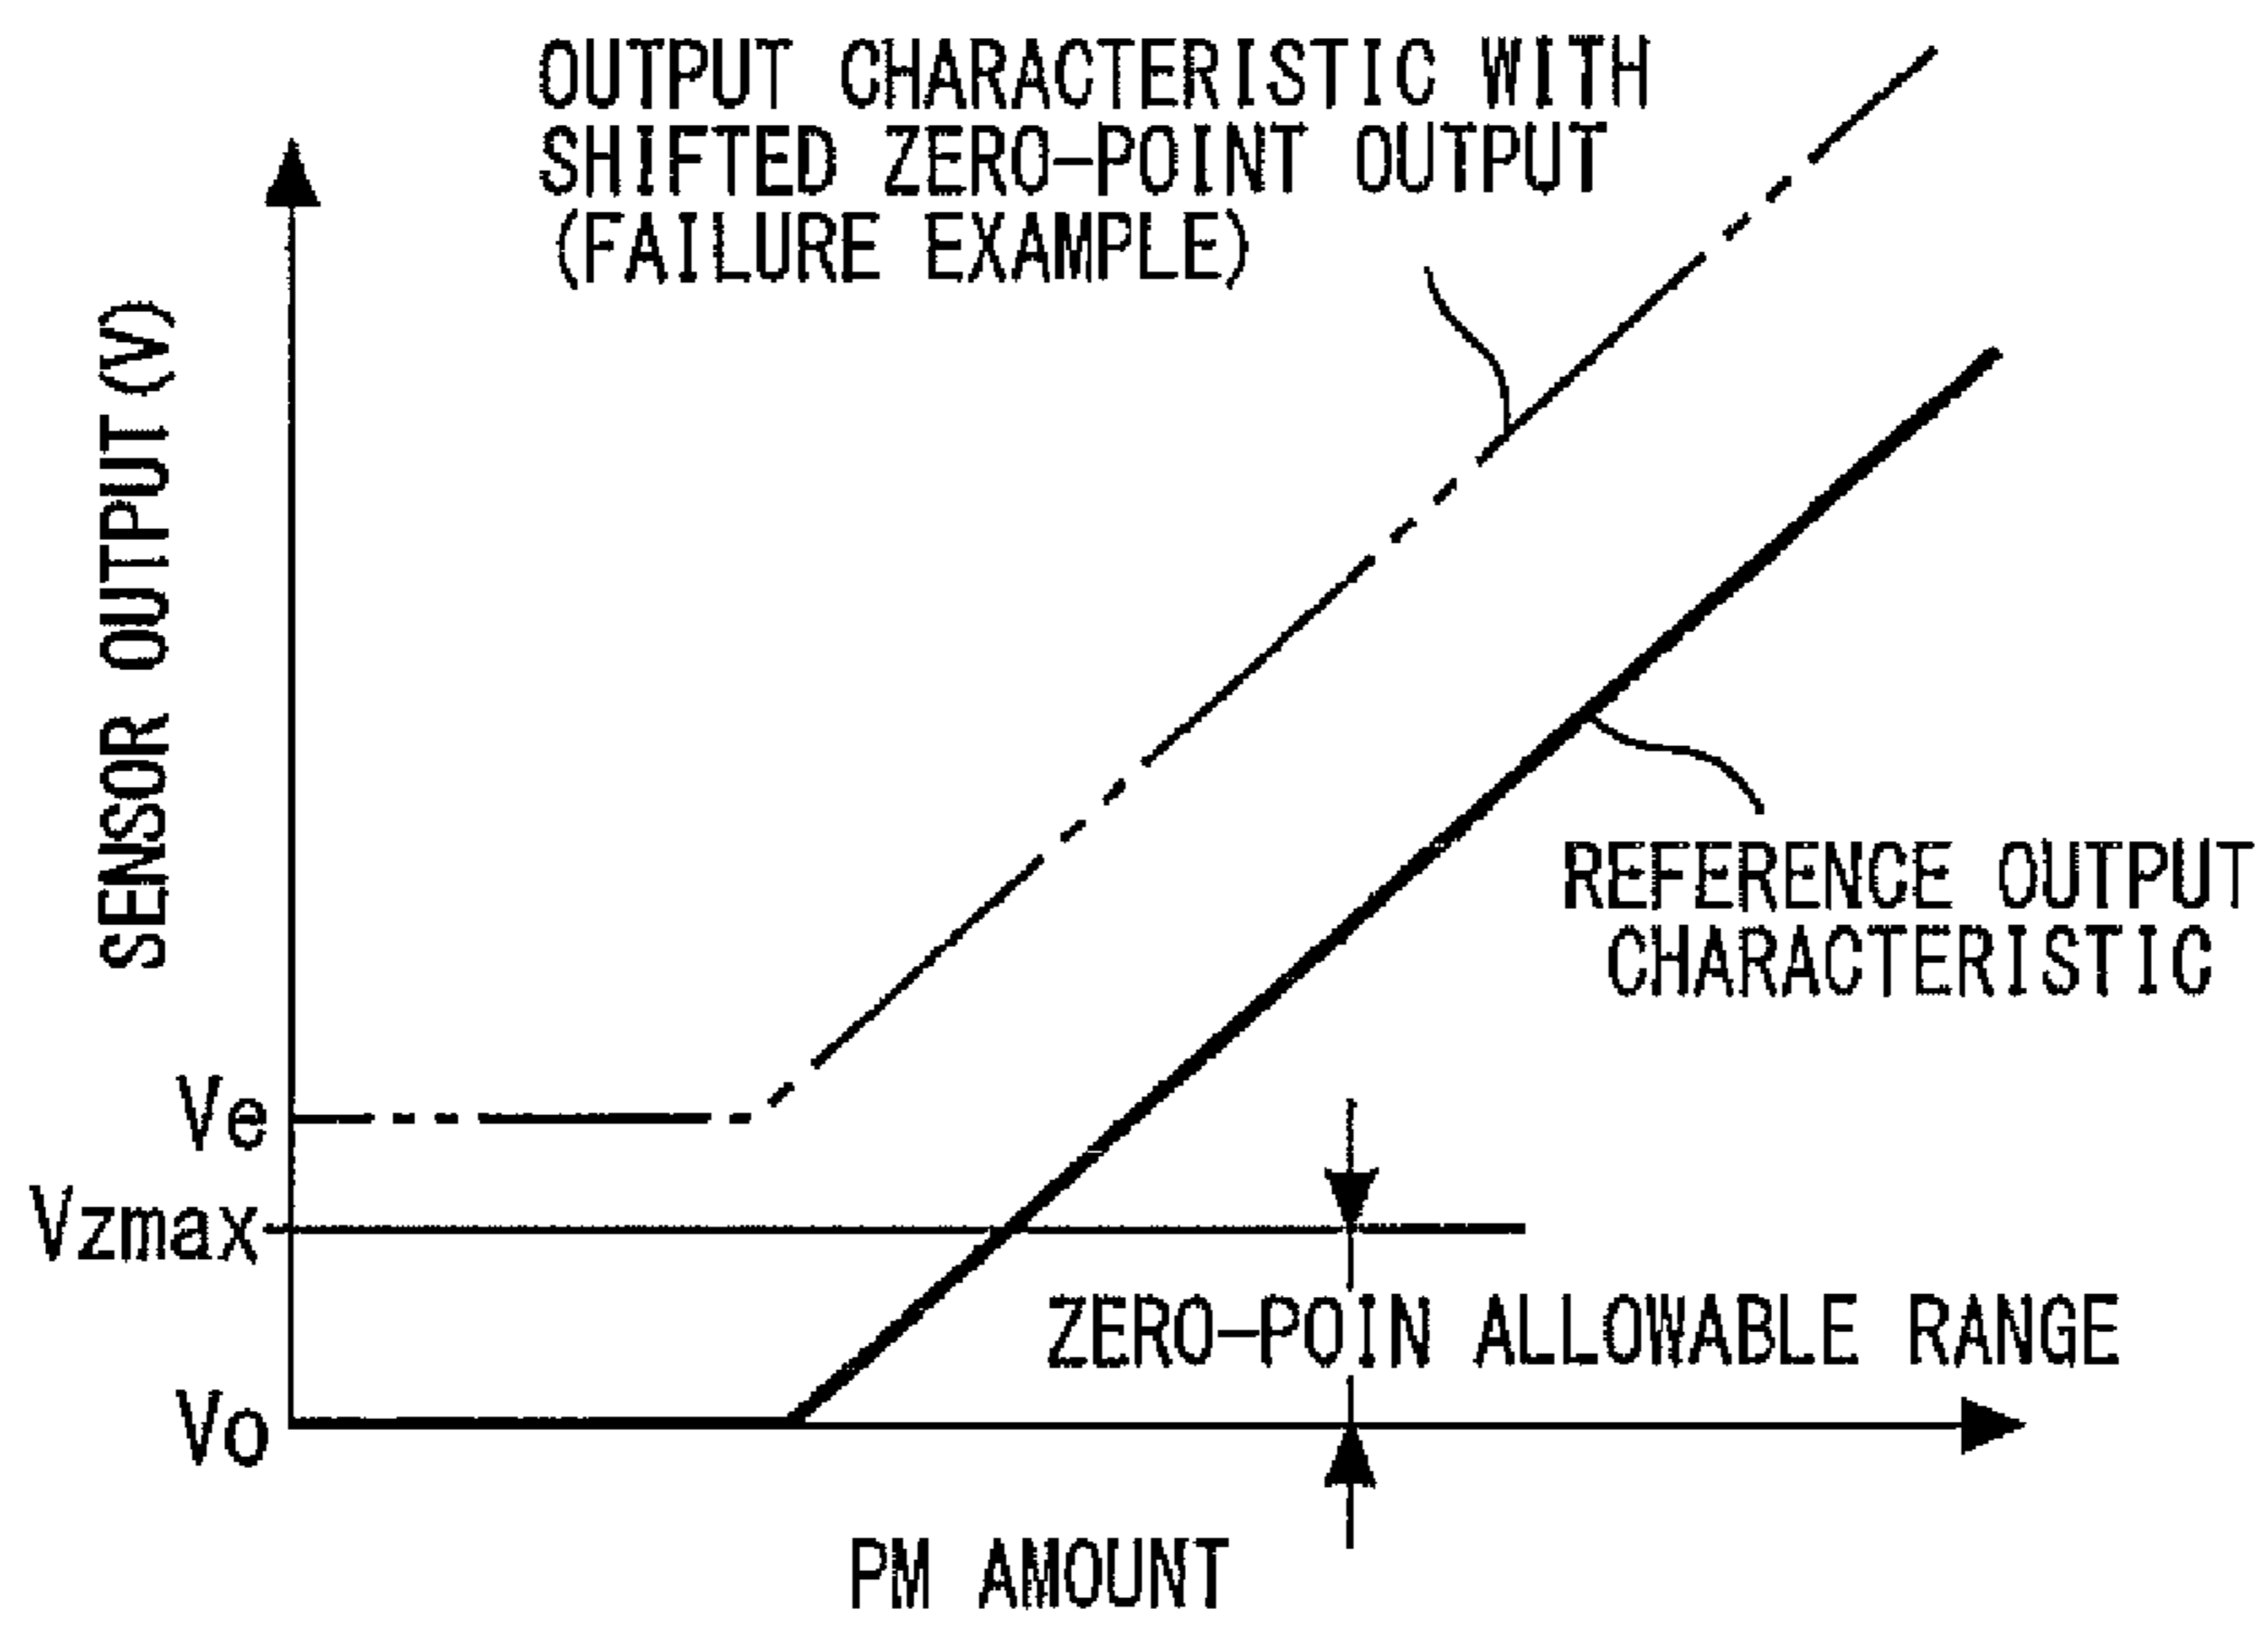 OUTPUT CHARACTERISTIC WITH
SHIFTED ZERO-POINT OUTPUT
(FAILURE EXAMPLE)
SENSOR OUTPUT(V)
REFERENCE OUTPUT
CHARACTERISTIC
Ve
Vzmax
ZERO-POIN ALLOWABLE RANGE
Vo
PM AMOUNT